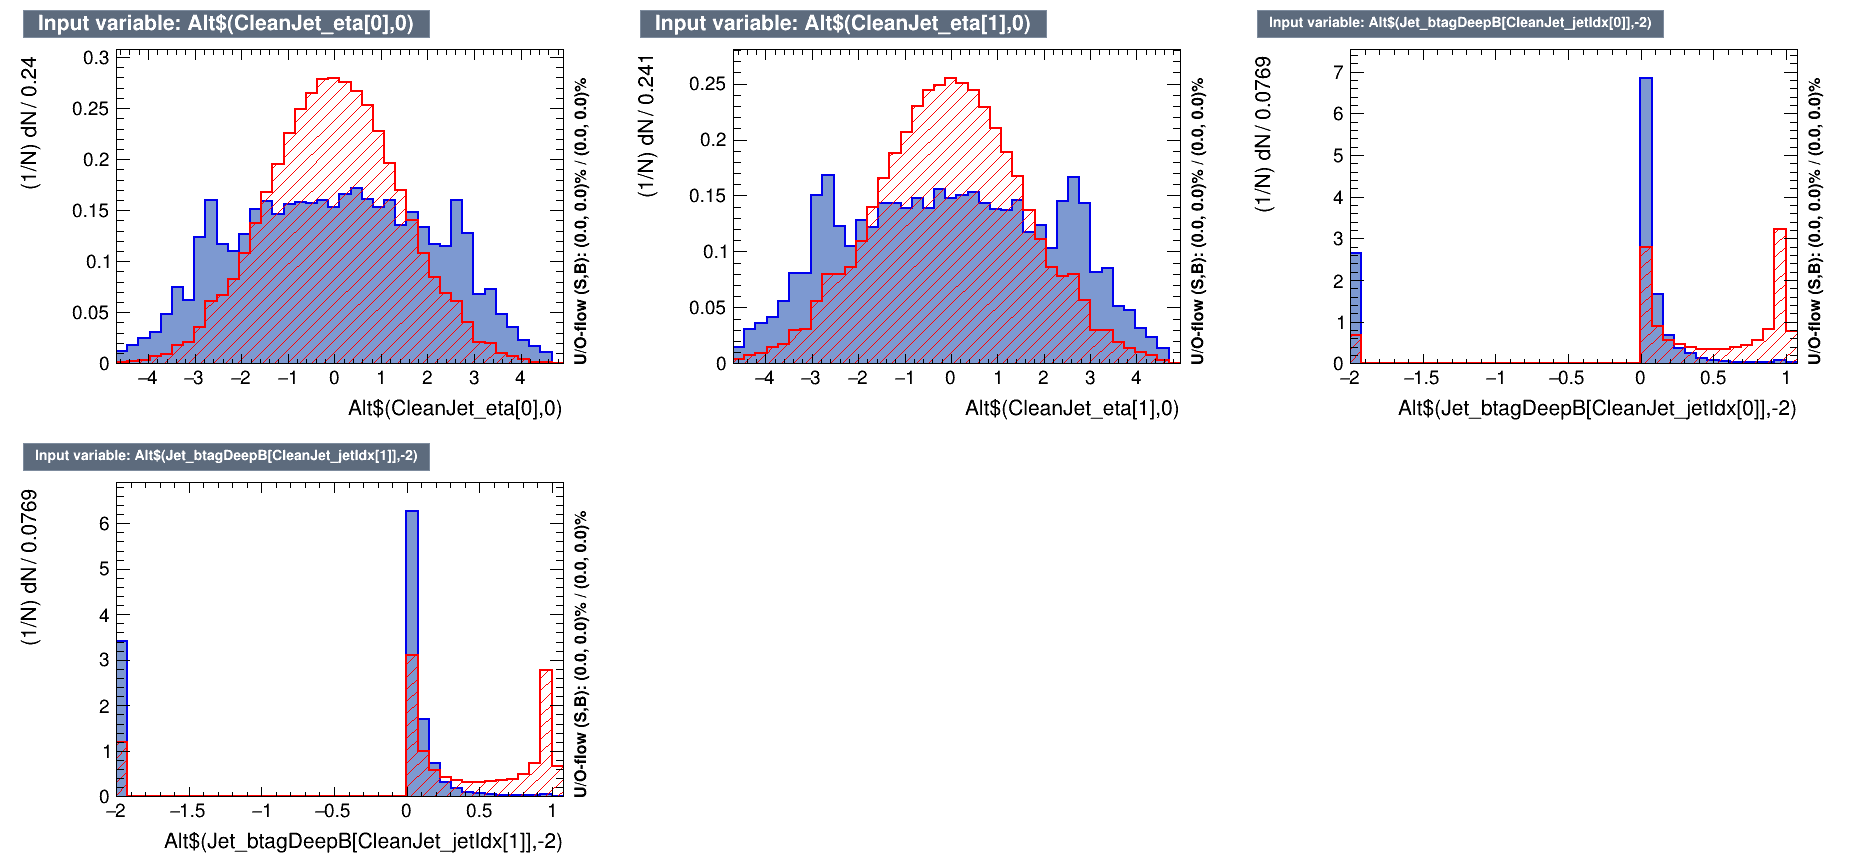 Input variable: Alt$(CleanJet_eta[0],0)
(1/N) dN / 0.24
0.3
0.25
0.2
0.15
0.1
0.05
0
−4 −3 −2 −1 0 1 2 3 4
Alt$(CleanJet_eta[0],0)
U/O-flow (S,B): (0.0, 0.0)% / (0.0, 0.0)%
Input variable: Alt$(CleanJet_eta[1],0)
(1/N) dN / 0.241
0.25
0.2
0.15
0.1
0.05
0
−4 −3 −2 −1 0 1 2 3 4
Alt$(CleanJet_eta[1],0)
U/O-flow (S,B): (0.0, 0.0)% / (0.0, 0.0)%
Input variable: Alt$(Jet_btagDeepB[CleanJet_jetIdx[0]],-2)
(1/N) dN / 0.0769
7
6
5
4
3
2
1
0
−2 −1.5 −1 −0.5 0 0.5 1
Alt$(Jet_btagDeepB[CleanJet_jetIdx[0]],-2)
U/O-flow (S,B): (0.0, 0.0)% / (0.0, 0.0)%
Input variable: Alt$(Jet_btagDeepB[CleanJet_jetIdx[1]],-2)
(1/N) dN / 0.0769
6
5
4
3
2
1
0
−2 −1.5 −1 −0.5 0 0.5 1
Alt$(Jet_btagDeepB[CleanJet_jetIdx[1]],-2)
U/O-flow (S,B): (0.0, 0.0)% / (0.0, 0.0)%